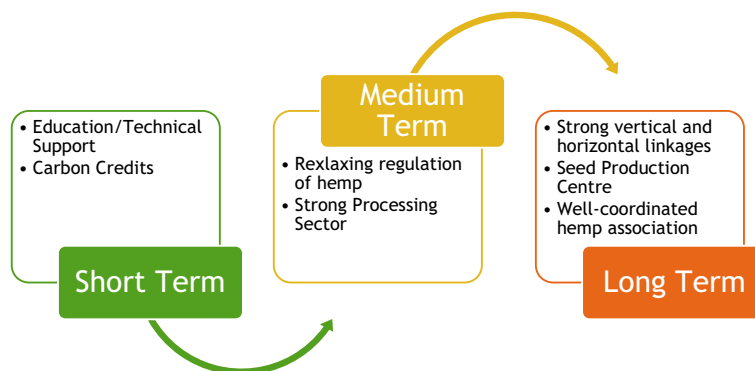 • Education/Technical
Support
• Carbon Credits
Short Term
Medium
Term
• Rexlaxing regulation
of hemp
• Strong Processing
Sector
• Strong vertical and
horizontal linkages
• Seed Production
Centre
• Well-coordinated
hemp association
Long Term